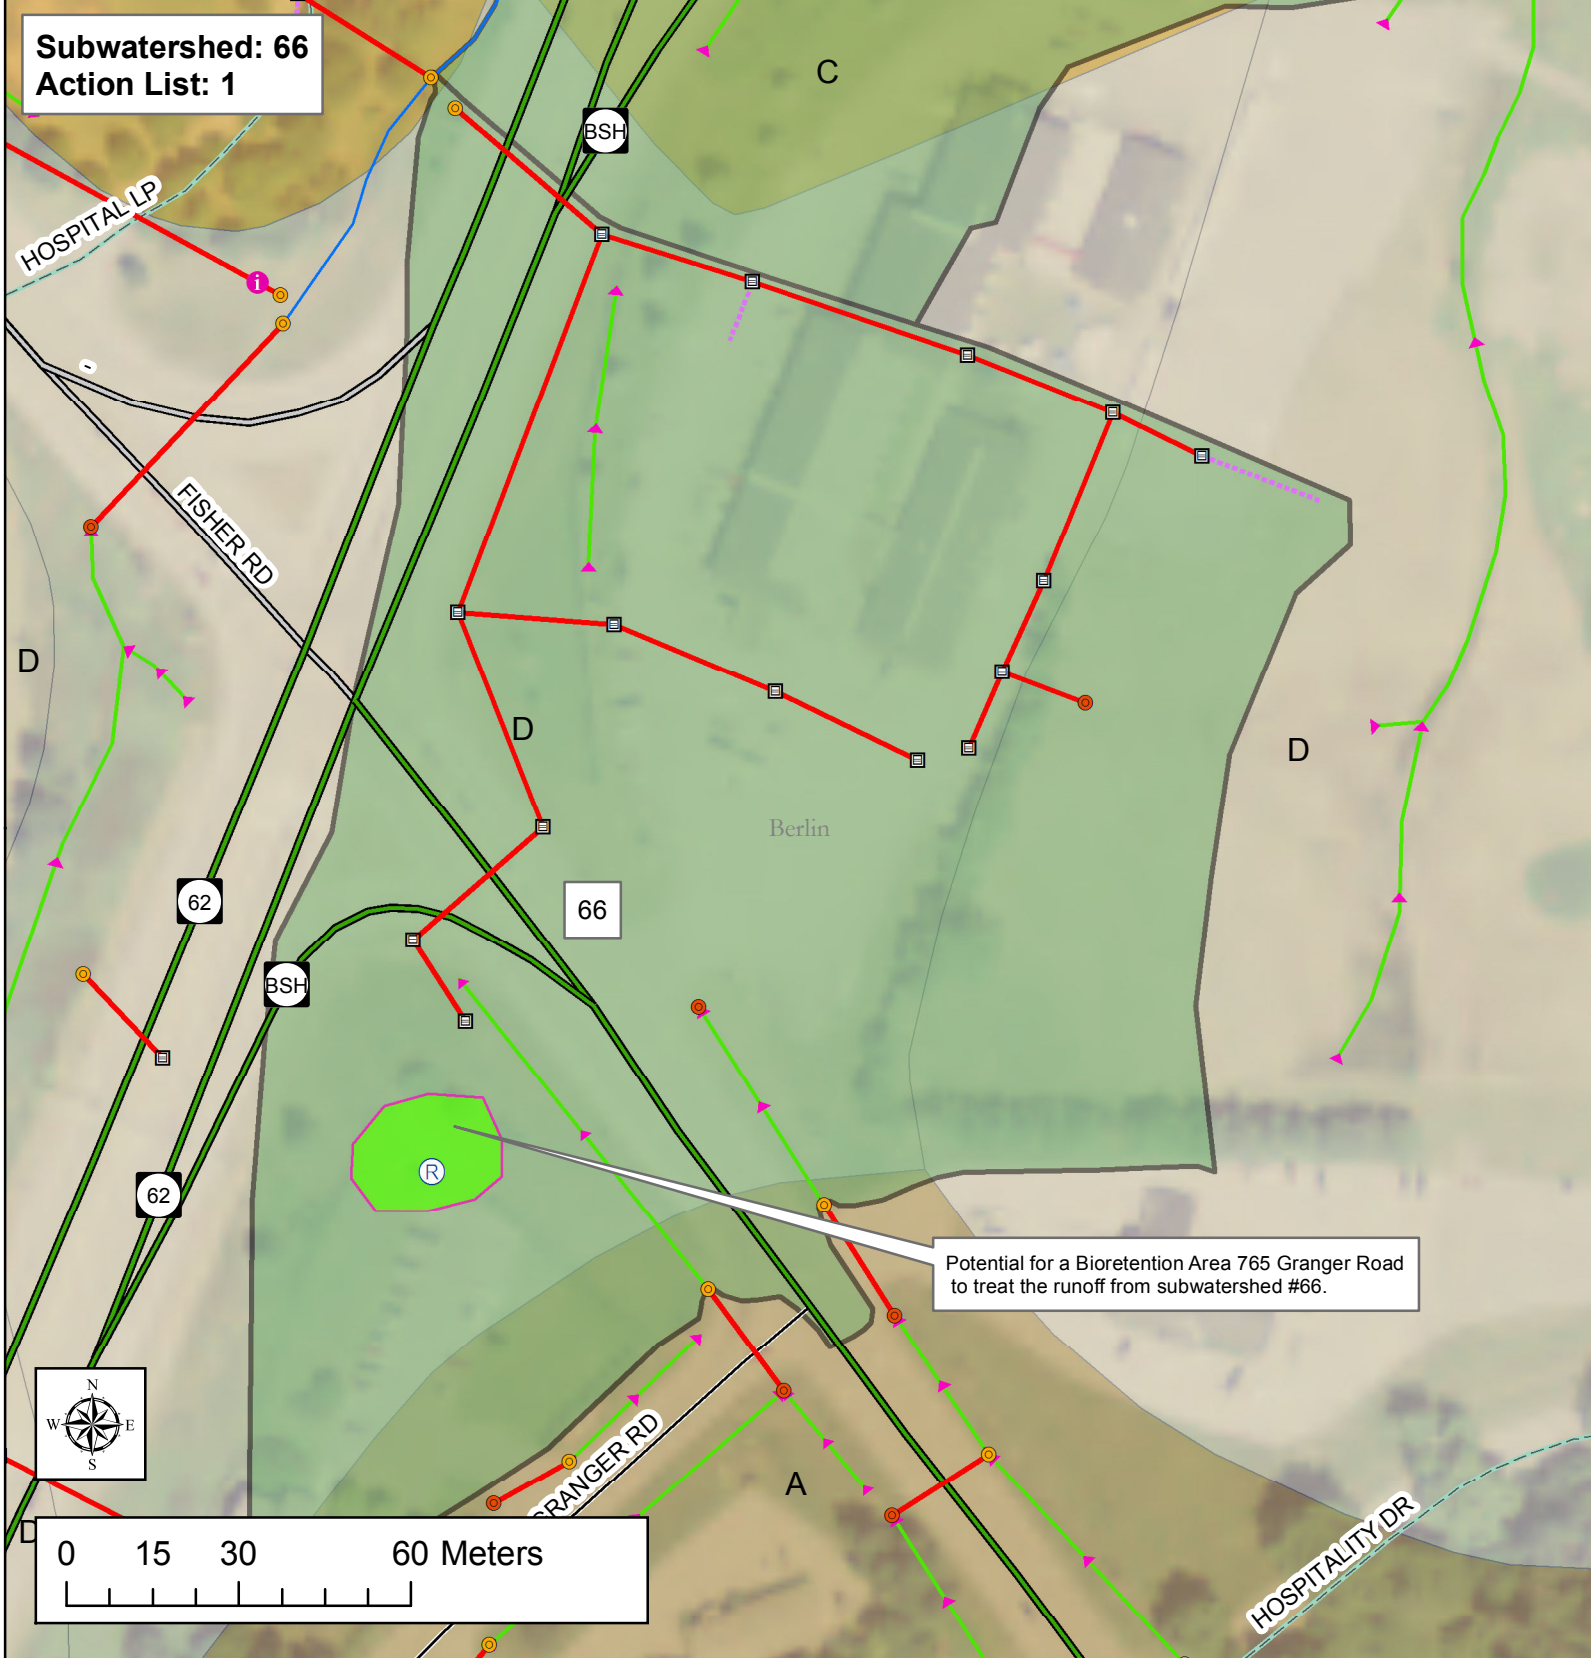 Subwatershed: 66
Action List: 1
C
BSH
HOSPITAL LP
i
-
FISHER RD
D
D
D
Berlin
62
66
BSH
R
62
Potential for a Bioretention Area 765 Granger Road
to treat the runoff from subwatershed #66.
N
W E
S
GRANGER RD
A
D
HOSPITALITY DR
0 15 30 60 Meters